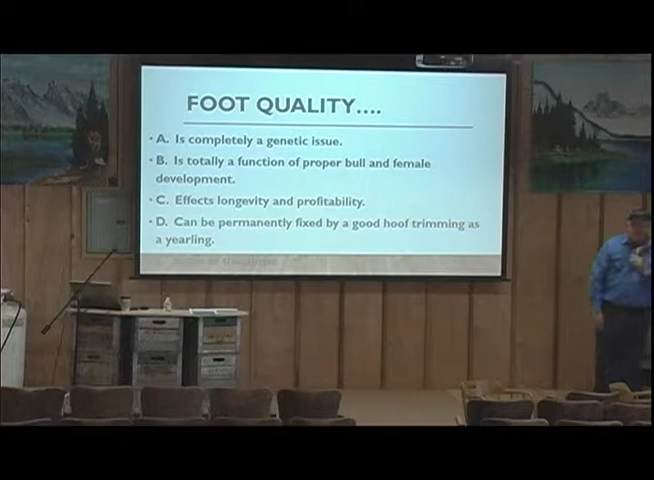 FOOT QUALITY....
• A. Is completely a genetic issue.
• B. Is totally a function of proper bull and female
development.
• C. Effects longevity and profitability.
• D. Can be permanently fixed by a good hoof trimming as
a yearling.